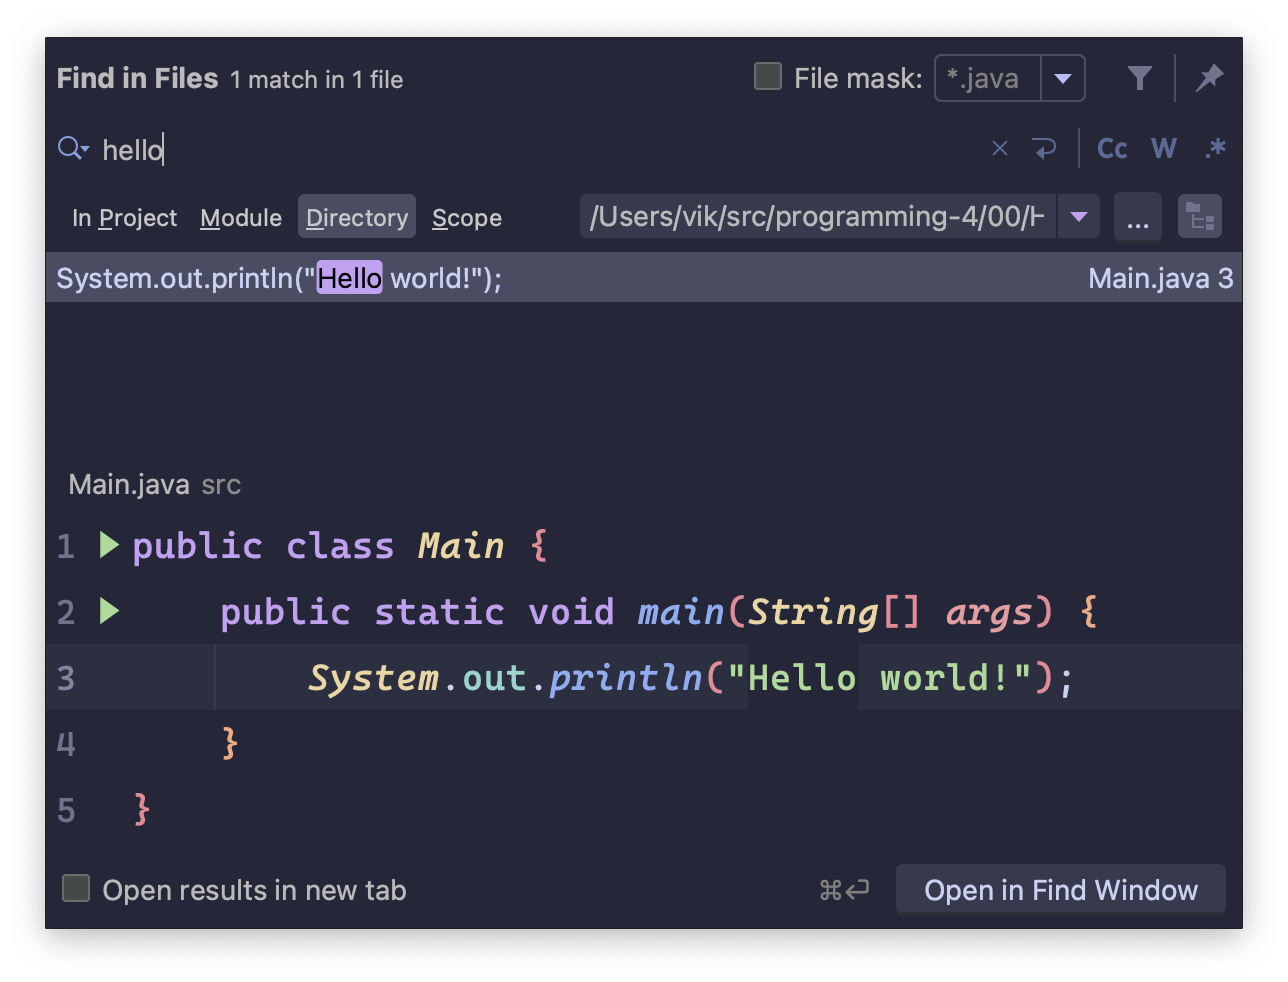 Find in Files 1 match in 1 file File mask: *.java
hello Cc W .*
In Project Module Directory Scope /Users/vik/src/programming-4/00/H ...
System.out.println("Hello world!"); Main.java 3
Main.java src
1 public class Main {
2 public static void main(String[] args) {
3 System.out.println("Hello world!");
4 }
5 }
Open results in new tab ⌘↩ Open in Find Window